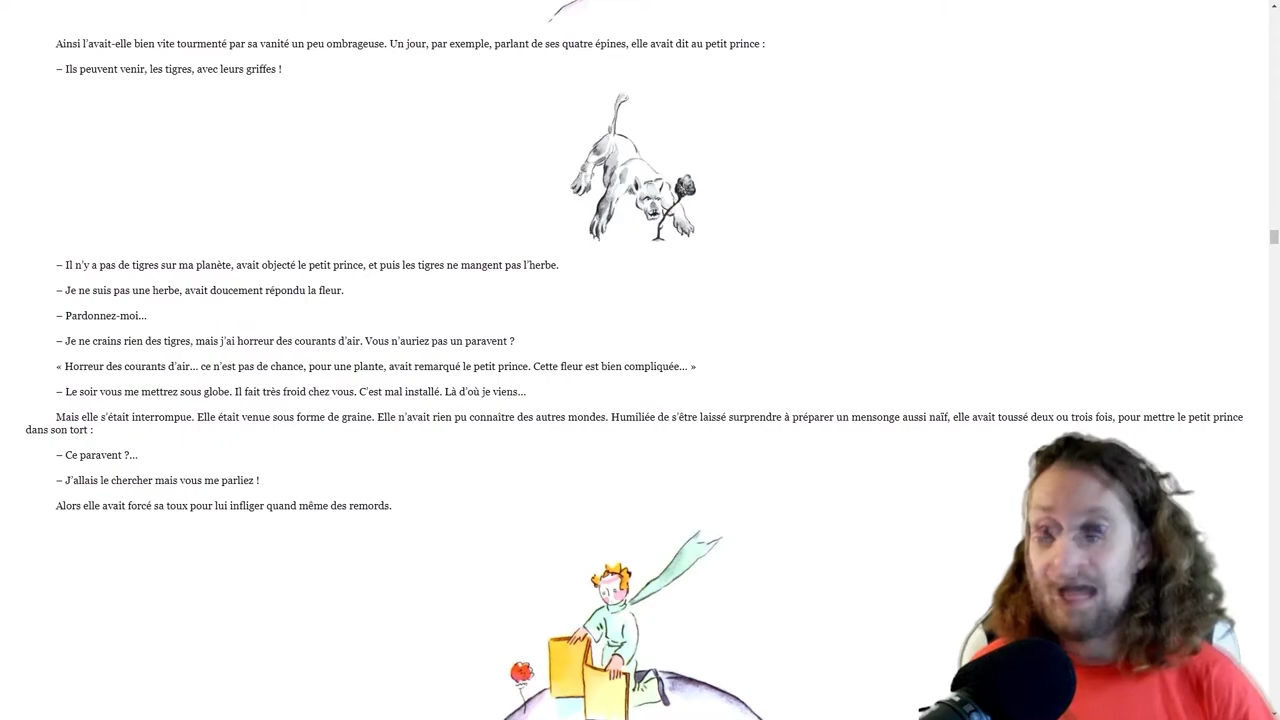 Ainsi l’avait-elle bien vite tourmenté par sa vanité un peu ombrageuse. Un jour, par exemple, parlant de ses quatre épines, elle avait dit au petit prince :
– Ils peuvent venir, les tigres, avec leurs griffes !
– Il n’y a pas de tigres sur ma planète, avait objecté le petit prince, et puis les tigres ne mangent pas l’herbe.
– Je ne suis pas une herbe, avait doucement répondu la fleur.
– Pardonnez-moi...
– Je ne crains rien des tigres, mais j’ai horreur des courants d’air. Vous n’auriez pas un paravent ?
« Horreur des courants d’air... ce n’est pas de chance, pour une plante, avait remarqué le petit prince. Cette fleur est bien compliquée... »
– Le soir vous me mettrez sous globe. Il fait très froid chez vous. C’est mal installé. Là d’où je viens...
Mais elle s’était interrompue. Elle était venue sous forme de graine. Elle n’avait rien pu connaître des autres mondes. Humiliée de s’être laissé surprendre à préparer un mensonge aussi naïf, elle avait toussé deux ou trois fois, pour mettre le petit prince
dans son tort :
– Ce paravent ?...
– J’allais le chercher mais vous me parliez !
Alors elle avait forcé sa toux pour lui infliger quand même des remords.